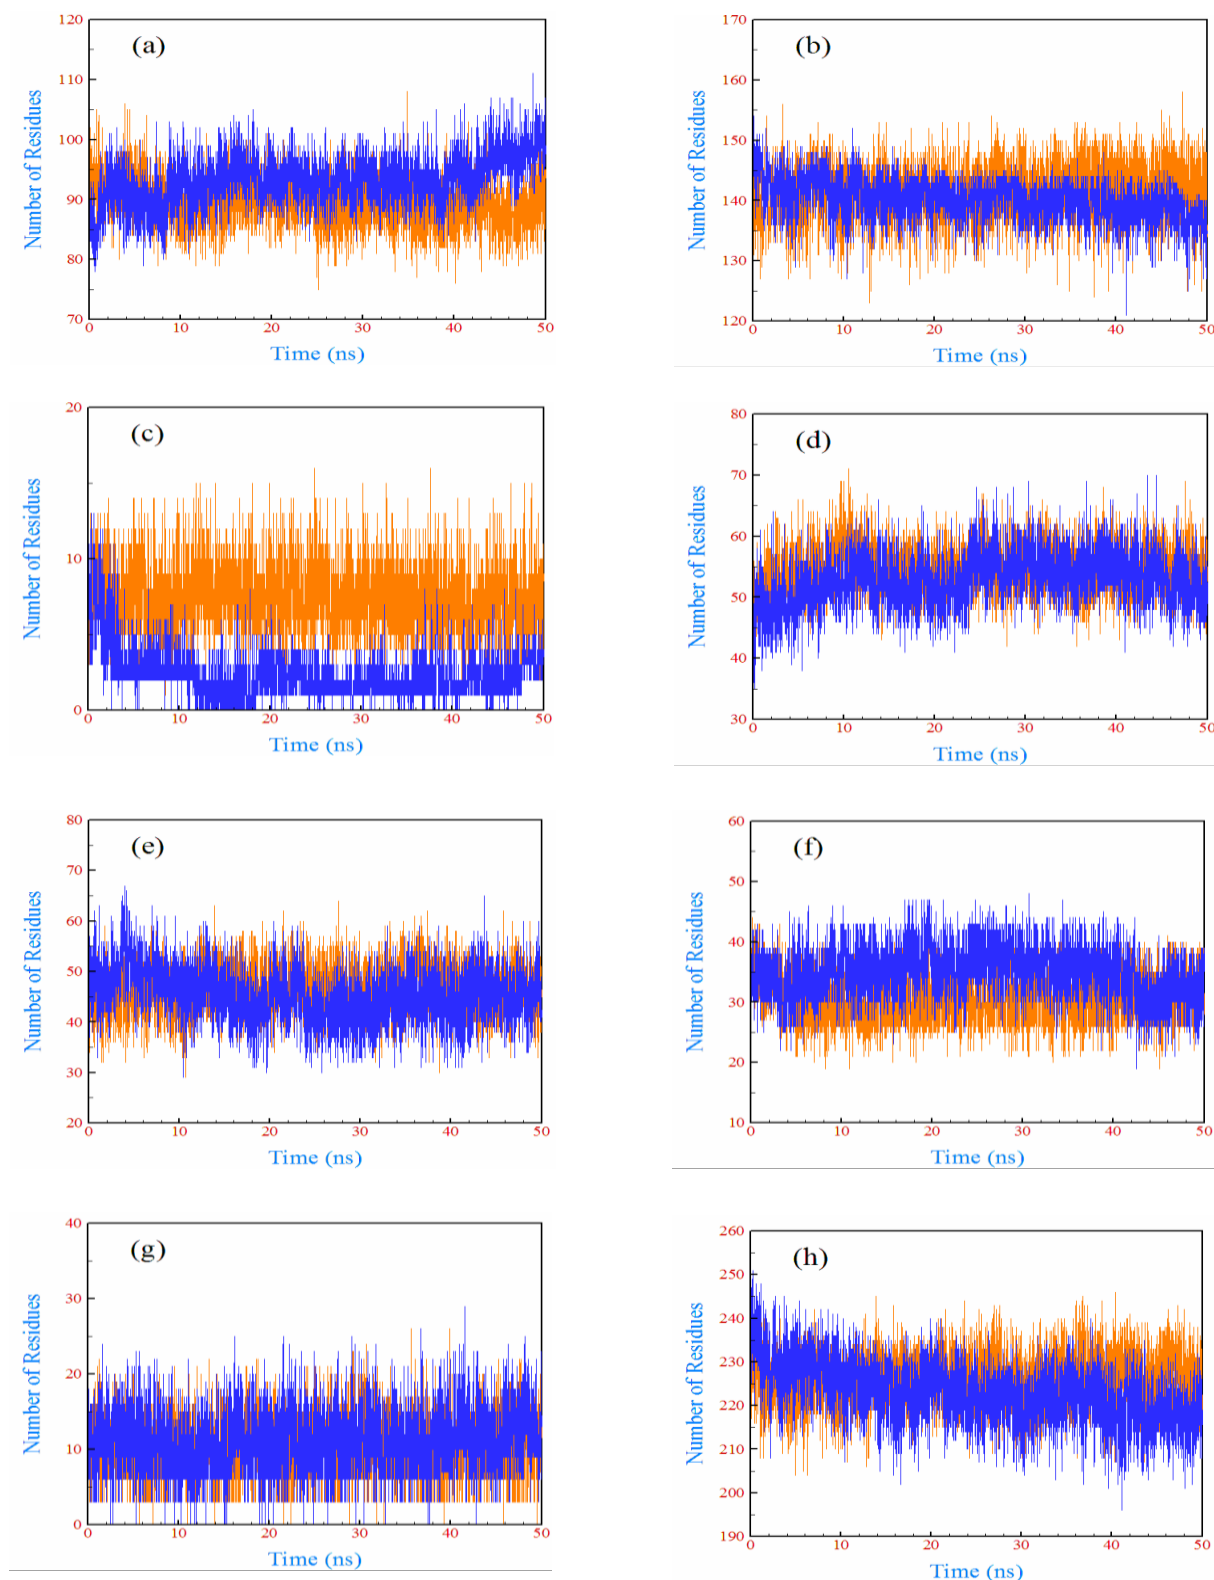 (a)
Number of Residues
120
110
100
90
80
70
0 10 20 30 40 50
Time (ns)
(b)
Number of Residues
170
160
150
140
130
120
0 10 20 30 40 50
Time (ns)
(c)
Number of Residues
20
10
0
0 10 20 30 40 50
Time (ns)
(d)
Number of Residues
80
70
60
50
40
30
0 10 20 30 40 50
Time (ns)
(e)
Number of Residues
80
70
60
50
40
30
20
0 10 20 30 40 50
Time (ns)
(f)
Number of Residues
60
50
40
30
20
10
0 10 20 30 40 50
Time (ns)
(g)
Number of Residues
40
30
20
10
0
0 10 20 30 40 50
Time (ns)
(h)
Number of Residues
260
250
240
230
220
210
200
190
0 10 20 30 40 50
Time (ns)